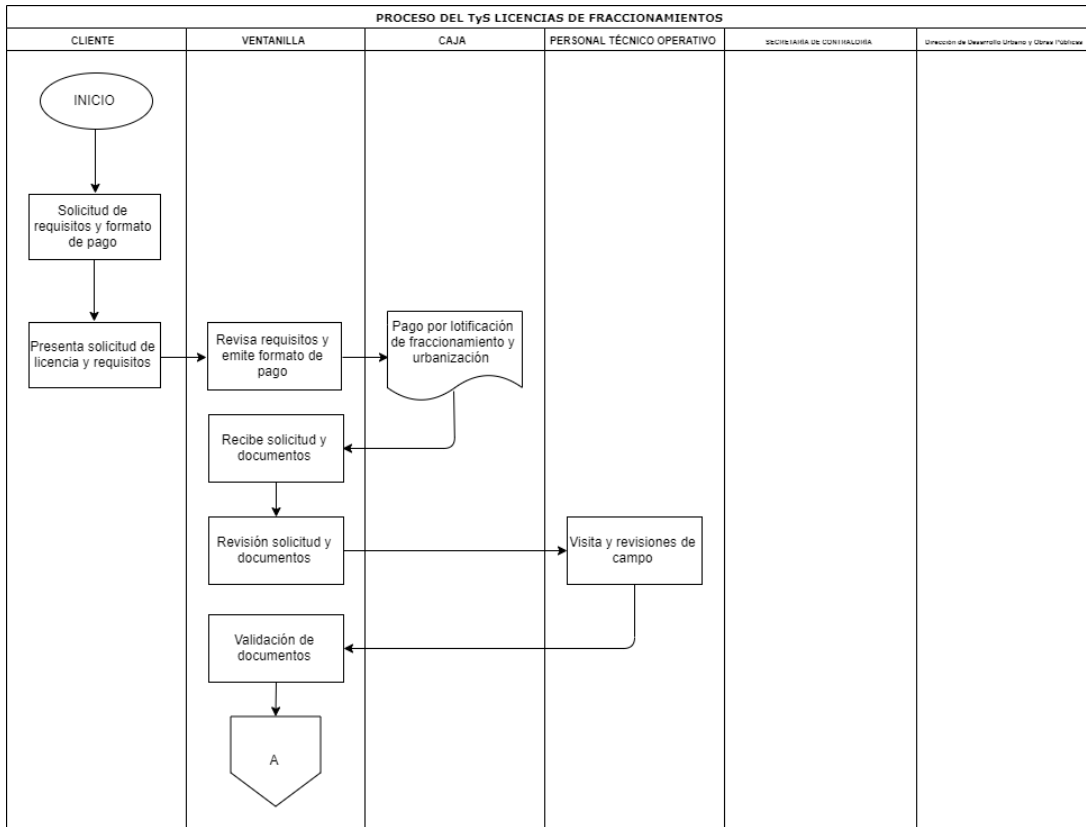 PROCESO DEL TyS LICENCIAS DE FRACCIONAMIENTOS
CLIENTE
VENTANILLA
CAJA
PERSONAL TÉCNICO OPERATIVO
SECRETARÍA DE CONTRALORÍA
Dirección de Desarrollo Urbano y Obras Públicas
INICIO
Solicitud de
requisitos y formato
de pago
Presenta solicitud de
licencia y requisitos
Revisa requisitos y
emite formato de
pago
Pago por lotificación
de fraccionamiento y
urbanización
Recibe solicitud y
documentos
Revisión solicitud y
documentos
Visita y revisiones de
campo
Validación de
documentos
A